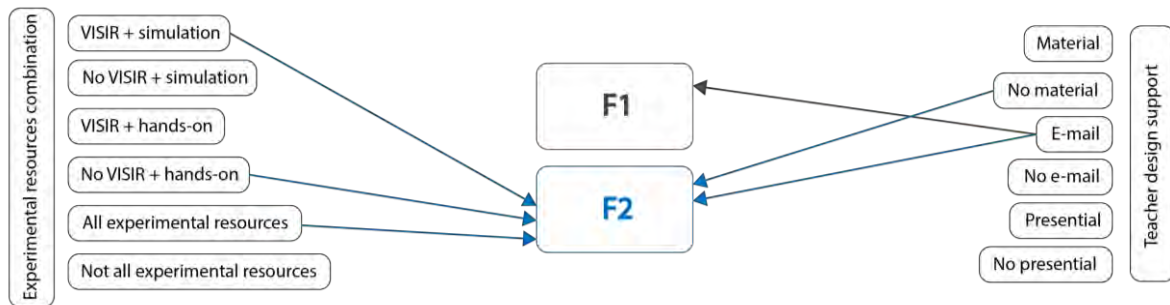 Experimental resources combination
VISIR + simulation
No VISIR + simulation
VISIR + hands-on
No VISIR + hands-on
All experimental resources
Not all experimental resources
F1
F2
Material
No material
E-mail
No e-mail
Presential
No presential
Teacher design support